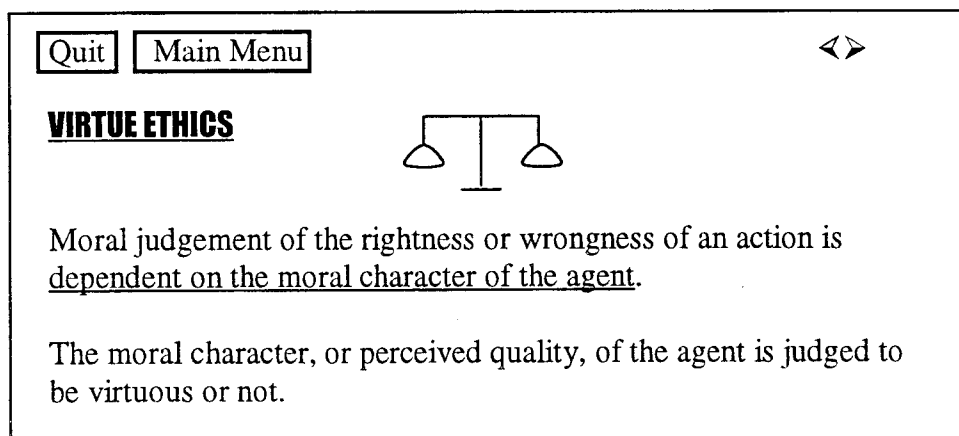 Quit Main Menu
VIRTUE ETHICS
Moral judgement of the rightness or wrongness of an action is
dependent on the moral character of the agent.
The moral character, or perceived quality, of the agent is judged to
be virtuous or not.